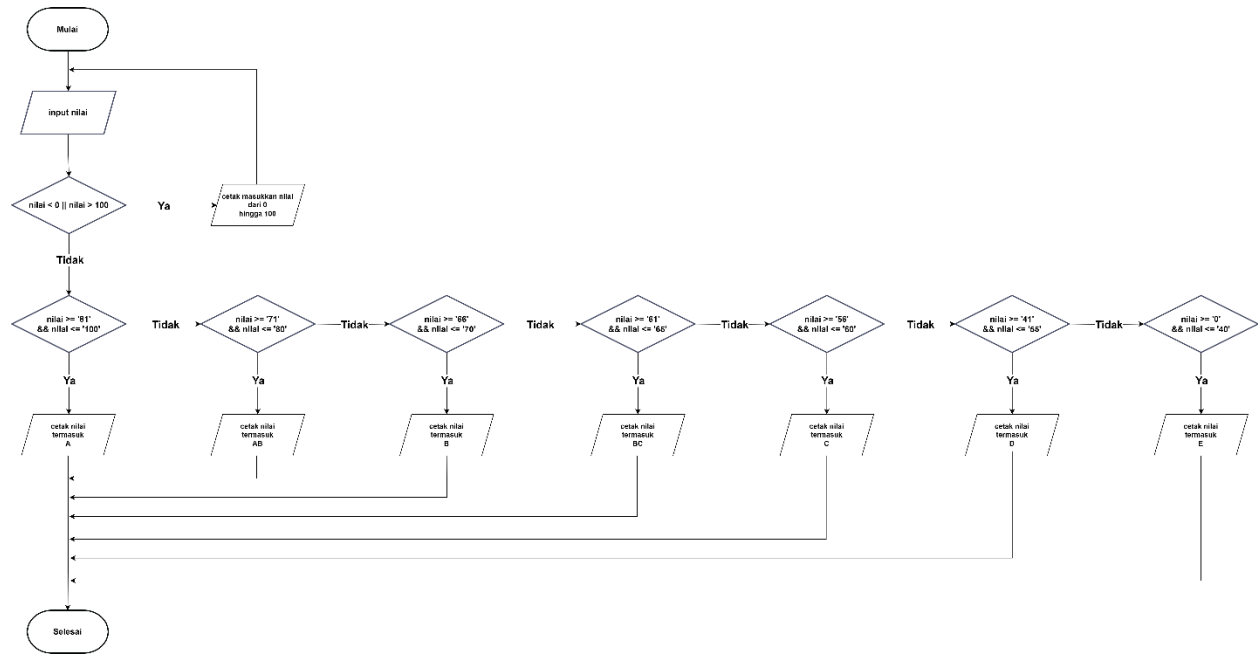 Mulai
input nilai
nilai < 0 || nilai > 100
Ya
cetak masukkan nilai
dari 0
hingga 100
Tidak
nilai >= '81'
&& nilai <= '100'
Tidak
nilai >= '71'
&& nilai <= '80'
Tidak
nilai >= '66'
&& nilai <= '70'
Tidak
nilai >= '61'
&& nilai <= '65'
Tidak
nilai >= '56'
&& nilai <= '60'
Tidak
nilai >= '41'
&& nilai <= '55'
Tidak
nilai >= '0'
&& nilai <= '40'
Ya
Ya
Ya
Ya
Ya
Ya
Ya
cetak nilai
termasuk
A
cetak nilai
termasuk
AB
cetak nilai
termasuk
B
cetak nilai
termasuk
BC
cetak nilai
termasuk
C
cetak nilai
termasuk
D
cetak nilai
termasuk
E
Selesai